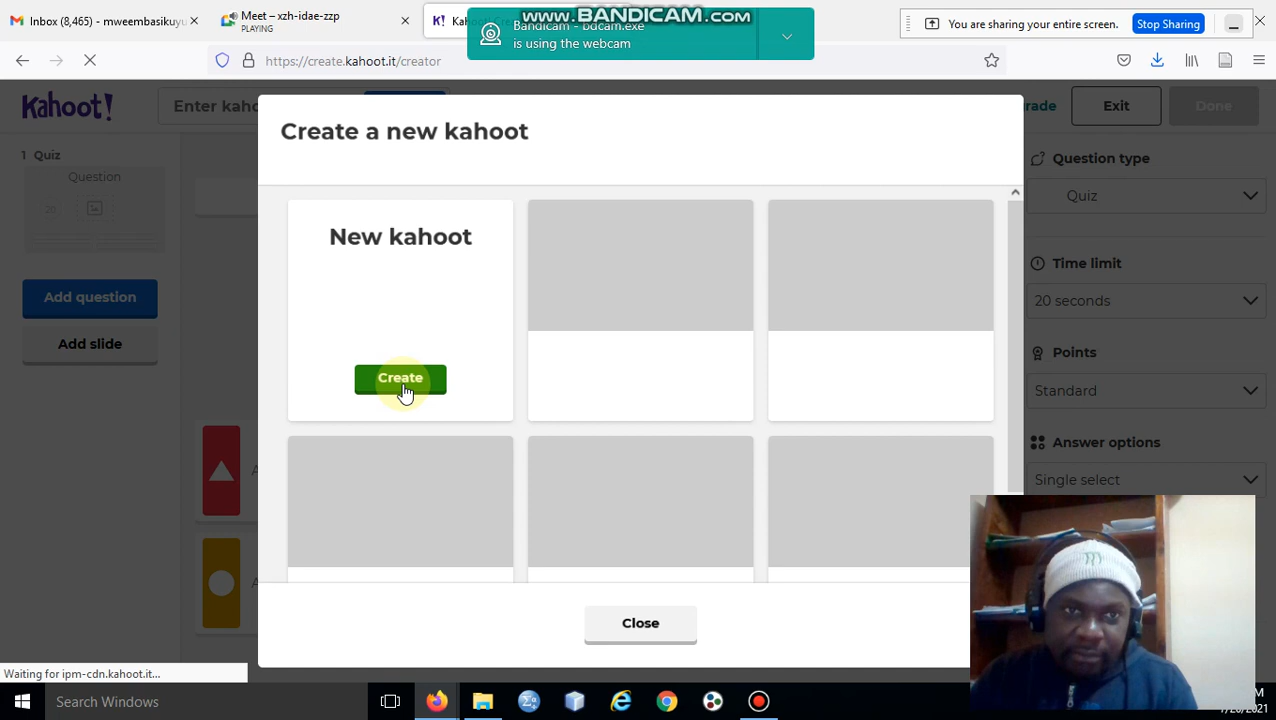 Inbox (8,465) - mweembasikuyu
Meet – xzh-idae-zzp
PLAYING
www.BANDICAM.com
Bandicam - bdcam.exe
is using the webcam
You are sharing your entire screen.
Stop Sharing
https://create.kahoot.it/creator
Kahoot!
Enter kaho
Exit
Done
Create a new kahoot
1 Quiz
Question
20
Add question
Add slide
New kahoot
Create
Close
Question type
Quiz
Time limit
20 seconds
Points
Standard
Answer options
Single select
Waiting for ipm-cdn.kahoot.it...
Search Windows